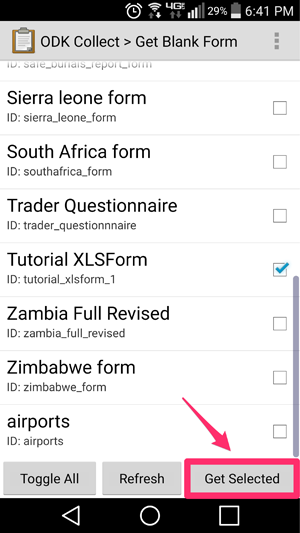 4G LTE 29% 6:41 PM
ODK Collect > Get Blank Form
ID: safe_burials_report_form
Sierra leone form
ID: sierra_leone_form
South Africa form
ID: southafrica_form
Trader Questionnaire
ID: trader_questionnnaire
Tutorial XLSForm
ID: tutorial_xlsform_1
Zambia Full Revised
ID: zambia_full_revised
Zimbabwe form
ID: zimbabwe_form
airports
ID: airports
Toggle All Refresh Get Selected